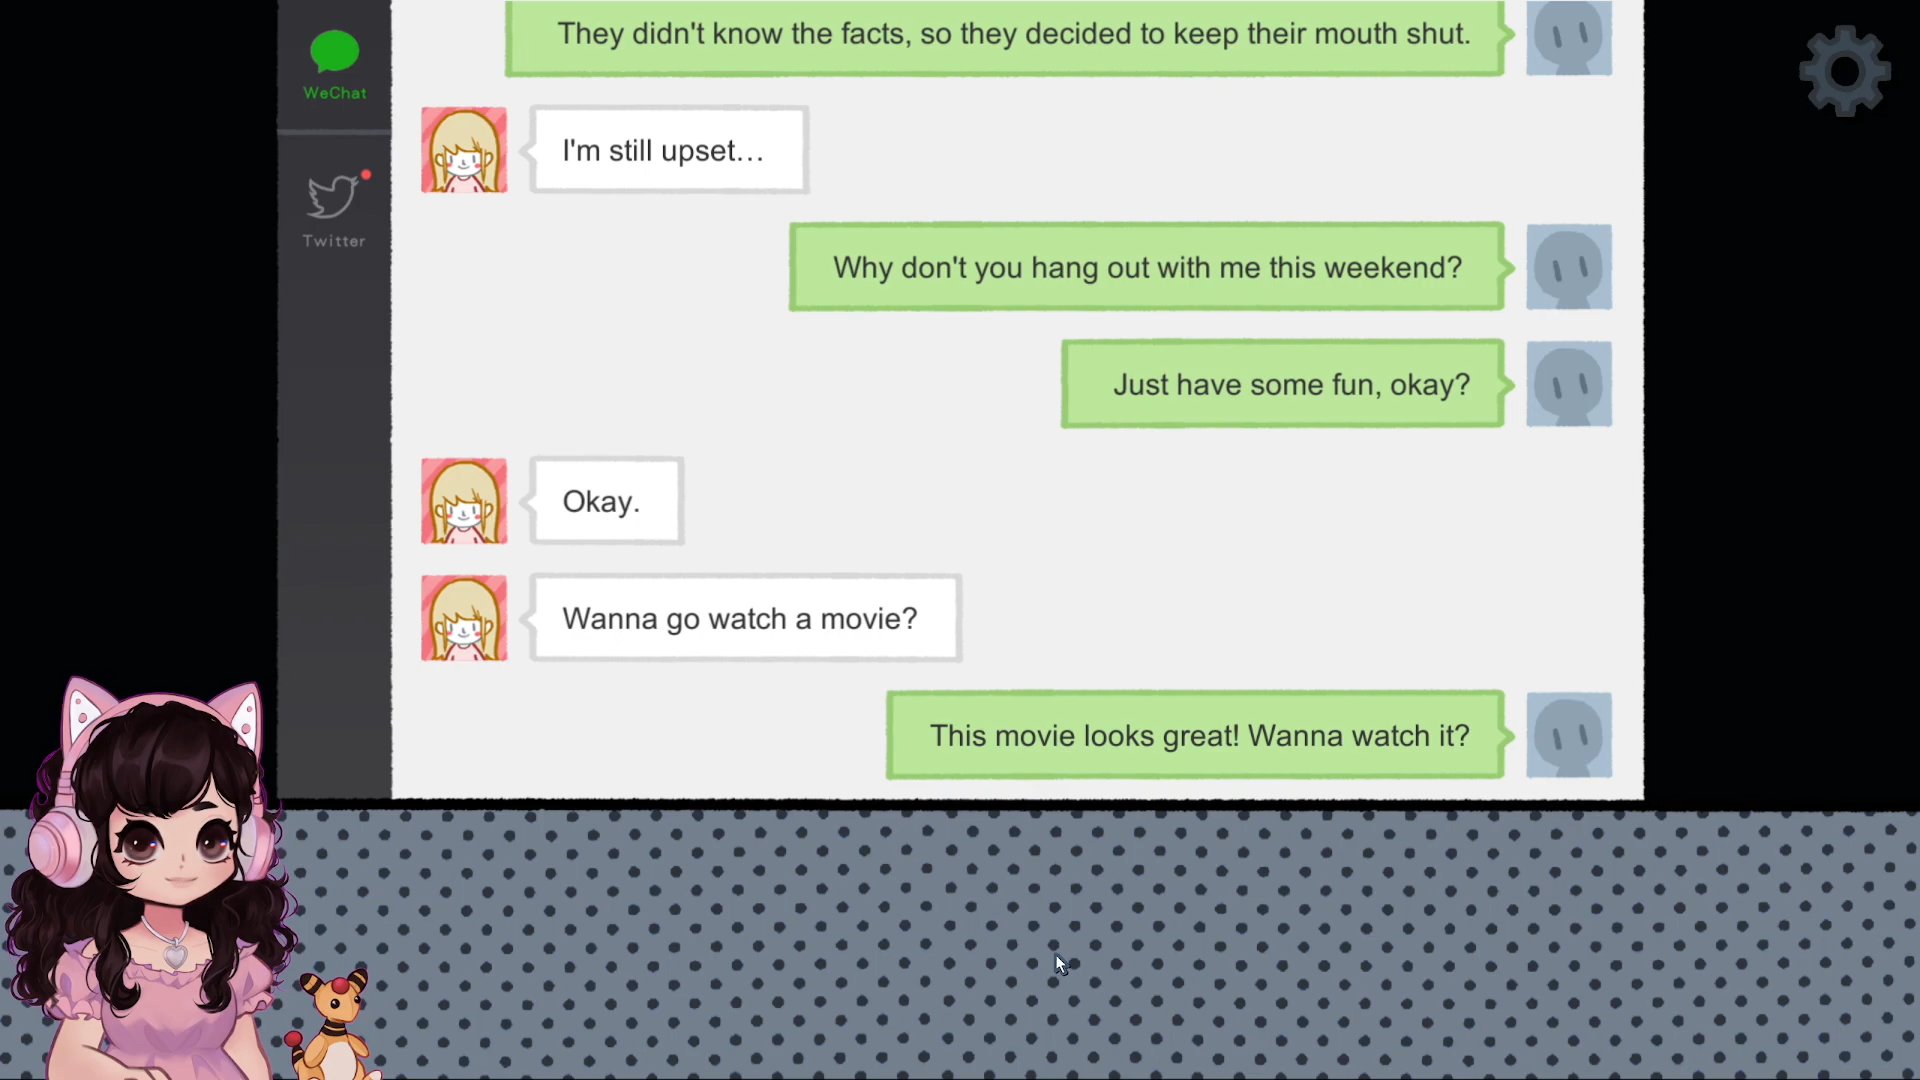 They didn't know the facts, so they decided to keep their mouth shut.
WeChat
I'm still upset...
Twitter
Why don't you hang out with me this weekend?
Just have some fun, okay?
Okay.
Wanna go watch a movie?
This movie looks great! Wanna watch it?